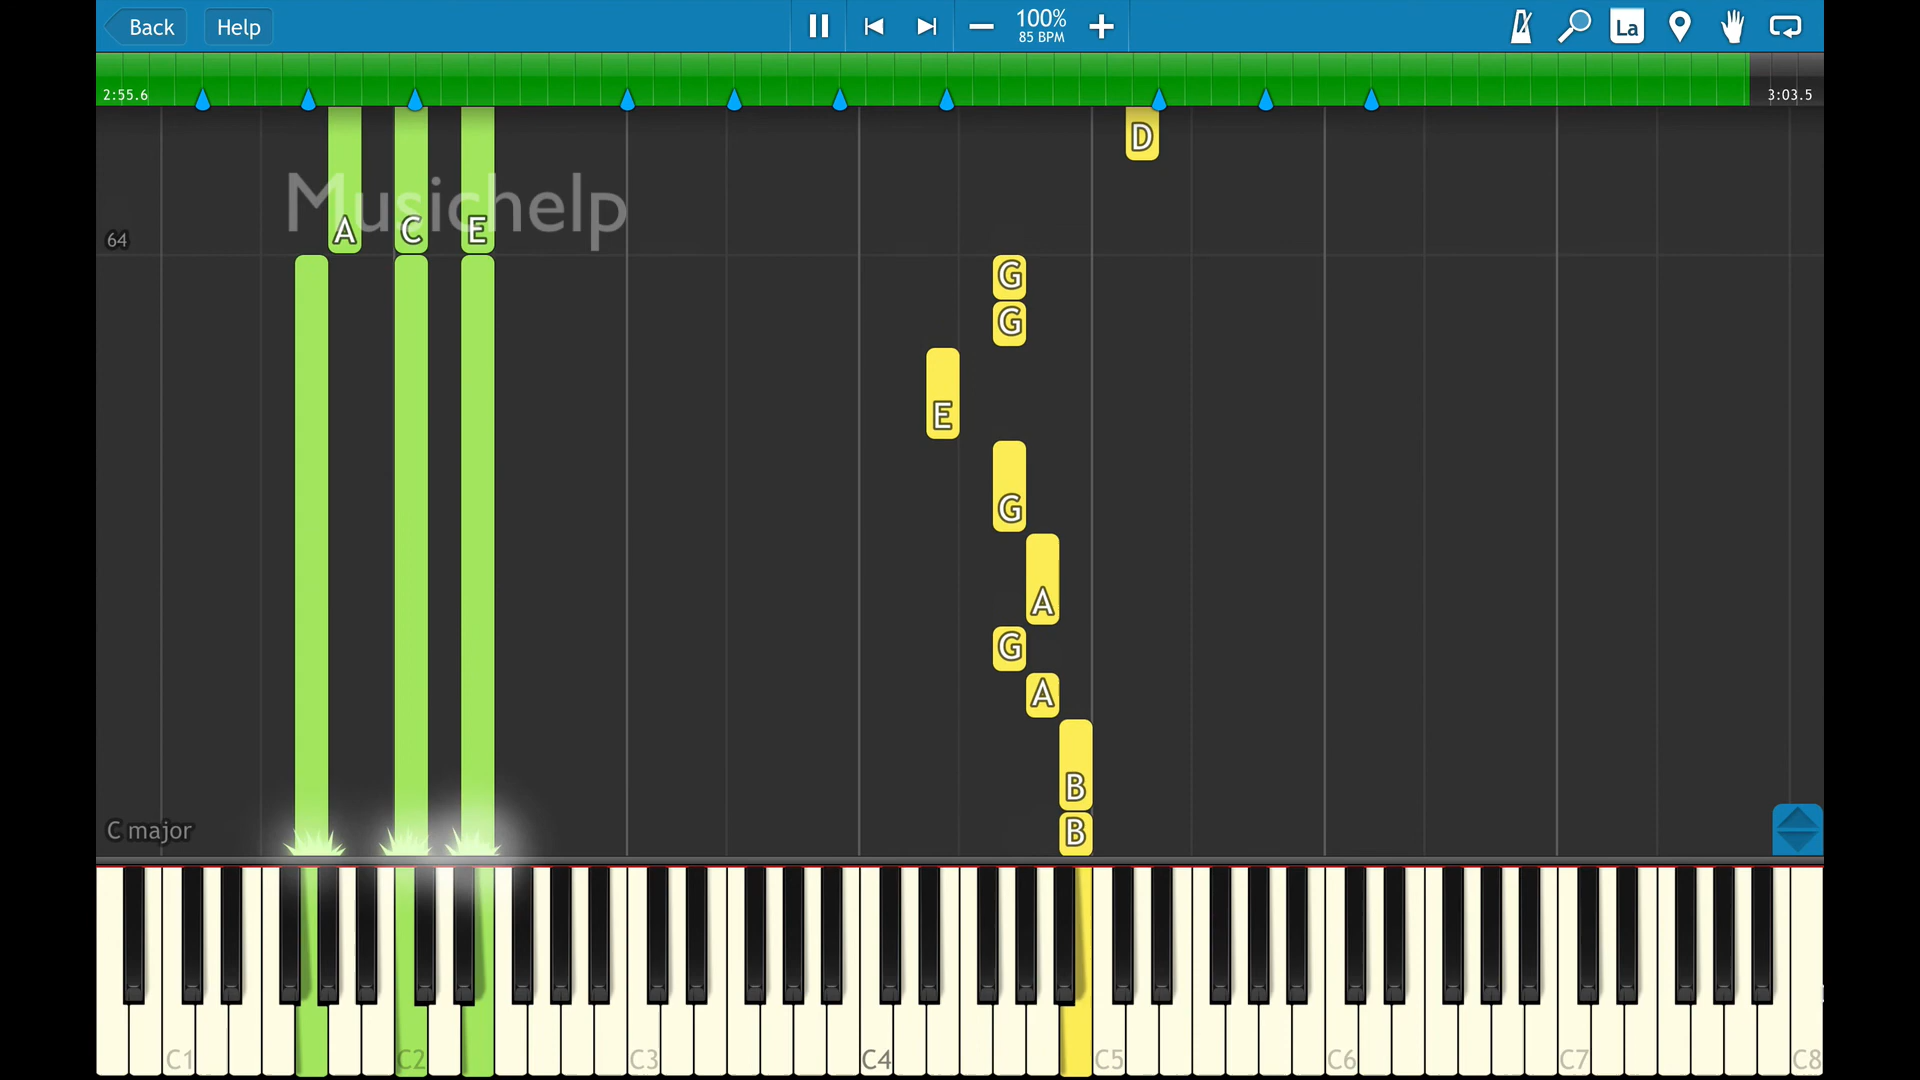 Back
Help
100%
85 BPM
La
2:55.6
3:03.5
D
Musichelp
A C E
64
G
G
E
G
A
G
A
B
C major
B
C1 C2 C3 C4 C5 C6 C7 C8